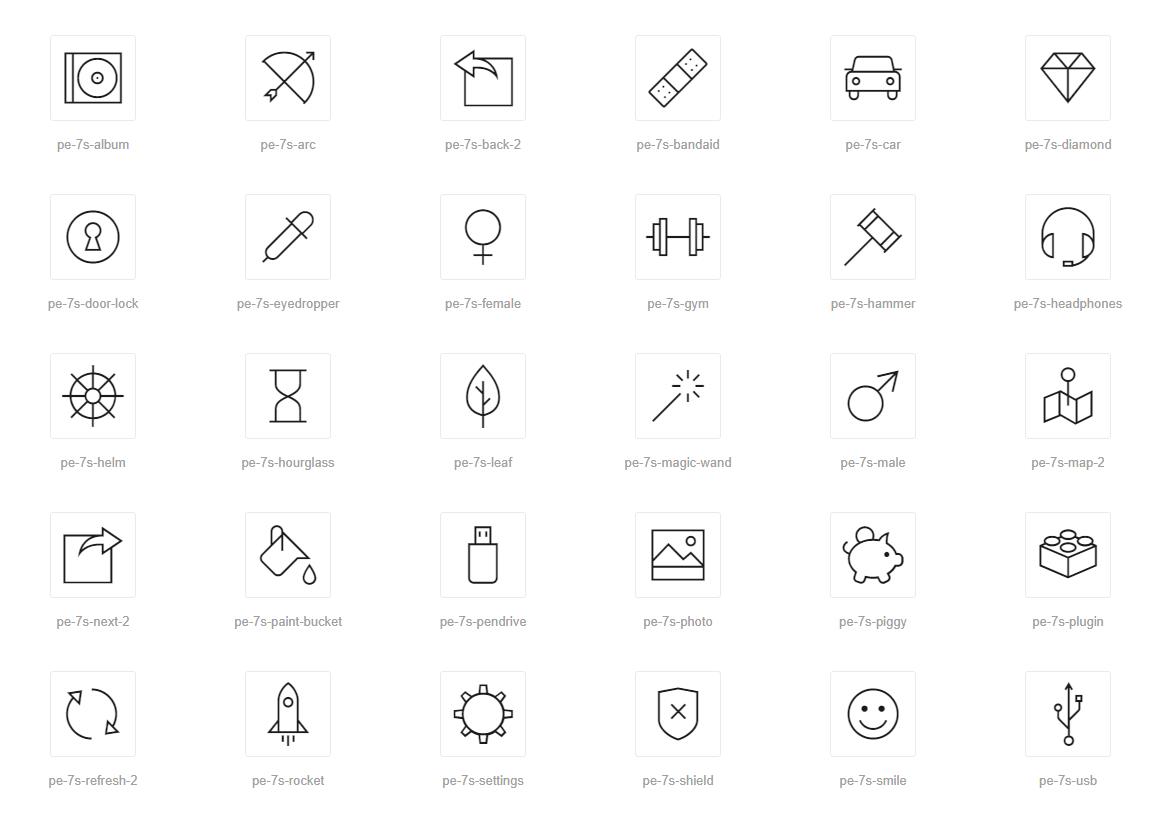 pe-7s-album
pe-7s-arc
pe-7s-back-2
pe-7s-bandaid
pe-7s-car
pe-7s-diamond
pe-7s-door-lock
pe-7s-eyedropper
pe-7s-female
pe-7s-gym
pe-7s-hammer
pe-7s-headphones
pe-7s-helm
pe-7s-hourglass
pe-7s-leaf
pe-7s-magic-wand
pe-7s-male
pe-7s-map-2
pe-7s-next-2
pe-7s-paint-bucket
pe-7s-pendrive
pe-7s-photo
pe-7s-piggy
pe-7s-plugin
pe-7s-refresh-2
pe-7s-rocket
pe-7s-settings
pe-7s-shield
pe-7s-smile
pe-7s-usb